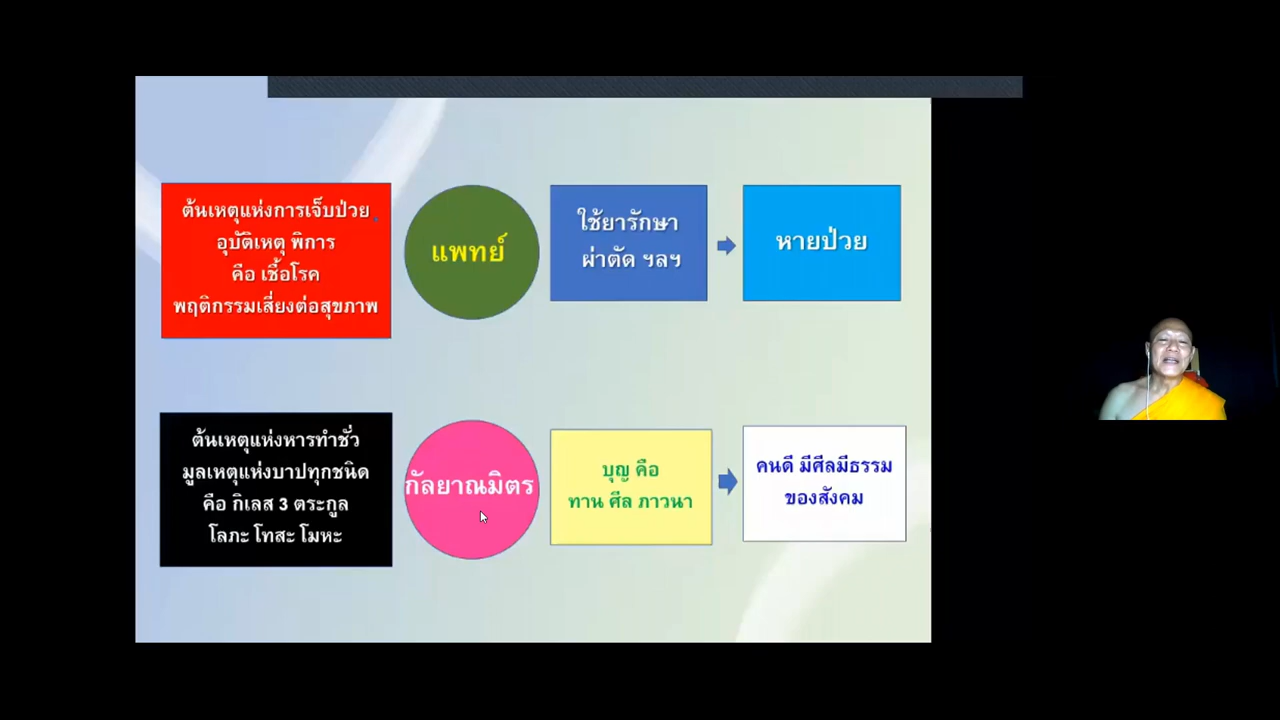 ต้นเหตุแห่งการเจ็บป่วย
อุบัติเหตุ พิการ
คือ เชื้อโรค
พฤติกรรมเสี่ยงต่อสุขภาพ
แพทย์
ใช้ยารักษา
ผ่าตัด ฯลฯ
หายป่วย
ต้นเหตุแห่งหารทำชั่ว
มูลเหตุแห่งบาปทุกชนิด
คือ กิเลส 3 ตระกูล
โลภะ โทสะ โมหะ
กัลยาณมิตร
บุญ คือ
ทาน ศีล ภาวนา
คนดี มีศีลมีธรรม
ของสังคม